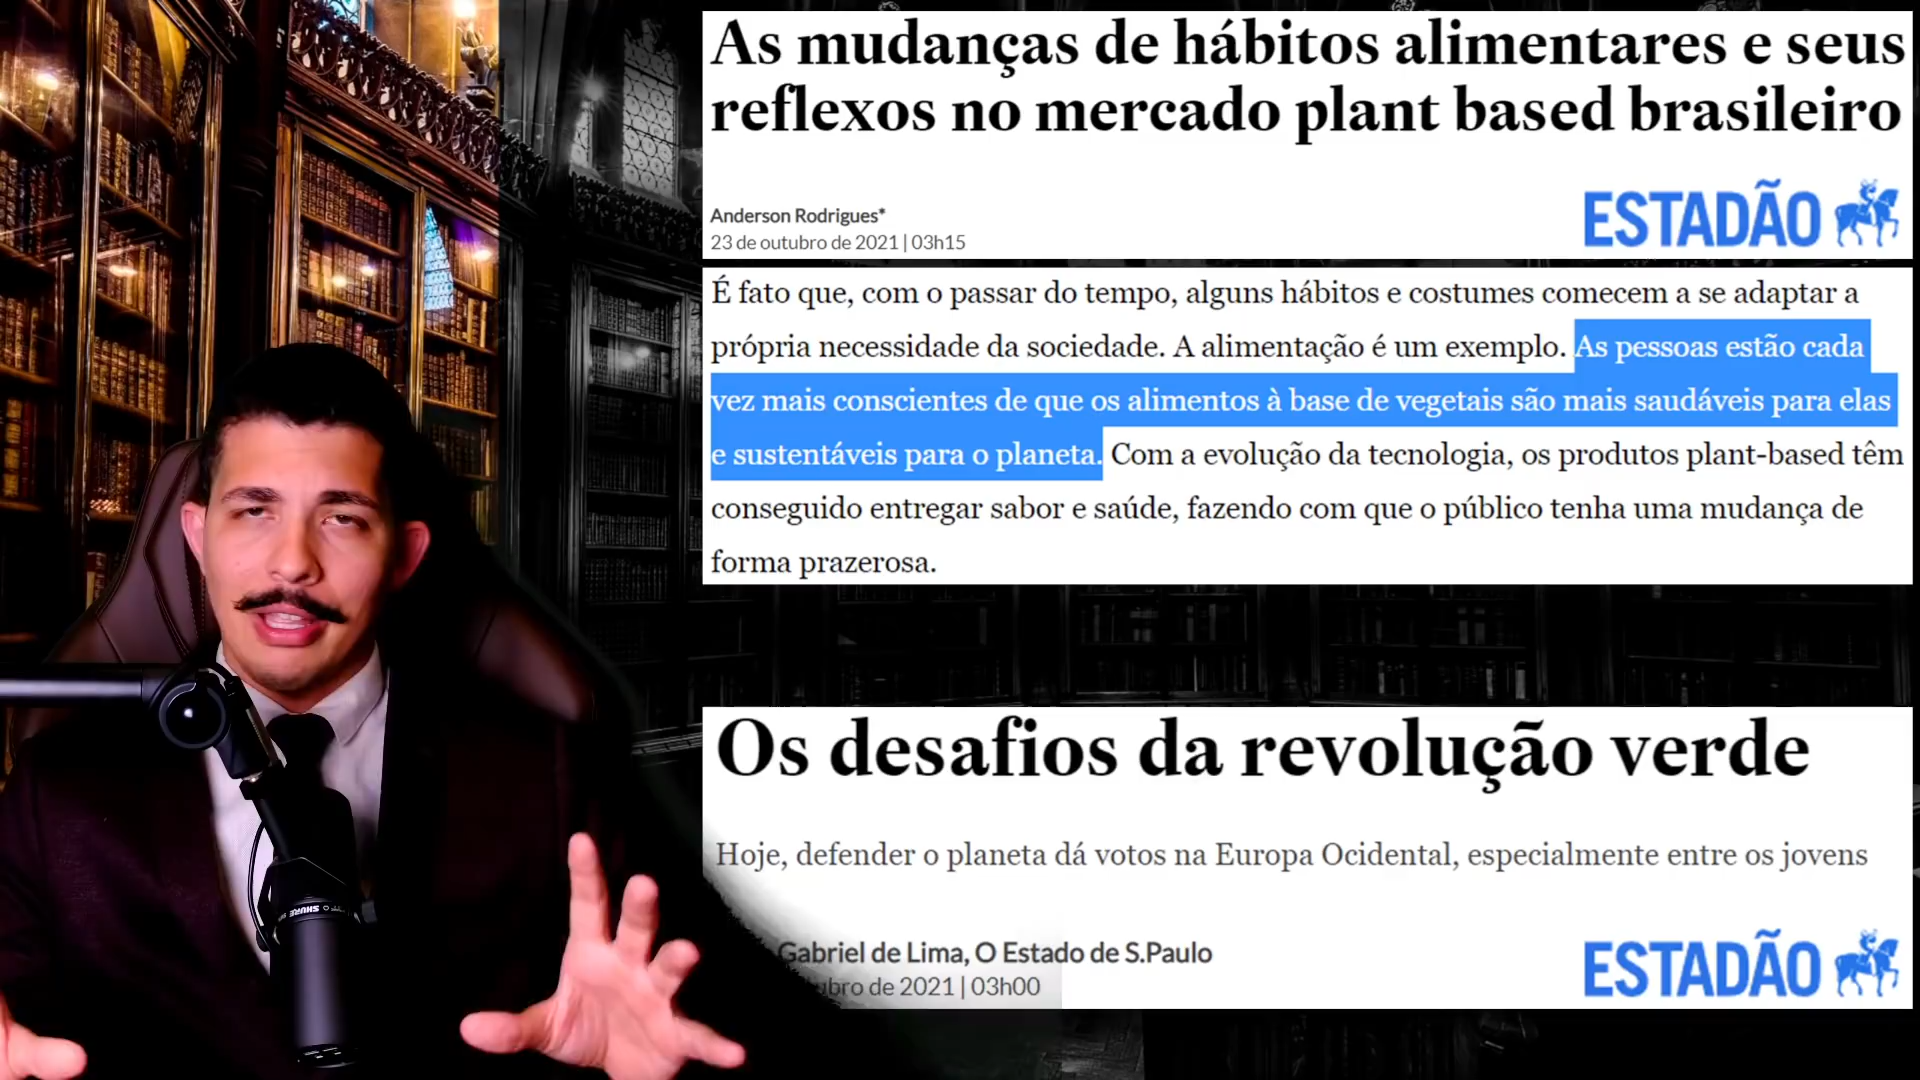 As mudanças de hábitos alimentares e seus
reflexos no mercado plant based brasileiro
Anderson Rodrigues*
23 de outubro de 2021 | 03h15
ESTADÃO
É fato que, com o passar do tempo, alguns hábitos e costumes comecem a se adaptar a
própria necessidade da sociedade. A alimentação é um exemplo. As pessoas estão cada
vez mais conscientes de que os alimentos à base de vegetais são mais saudáveis para elas
e sustentáveis para o planeta. Com a evolução da tecnologia, os produtos plant-based têm
conseguido entregar sabor e saúde, fazendo com que o público tenha uma mudança de
forma prazerosa.
Os desafios da revolução verde
Hoje, defender o planeta dá votos na Europa Ocidental, especialmente entre os jovens
Gabriel de Lima, O Estado de S.Paulo
ubro de 2021 | 03h00
ESTADÃO
SHURE